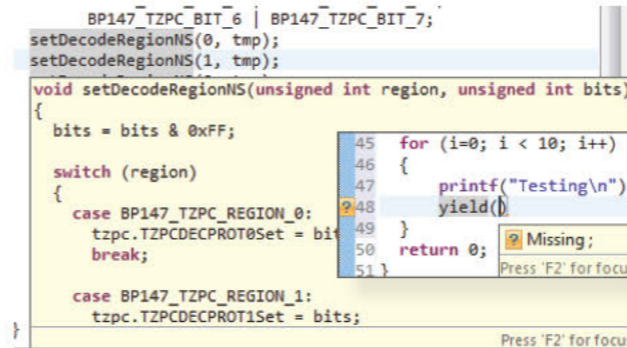 BP147_TZPC_BIT_6 | BP147_TZPC_BIT_7;
setDecodeRegionNS(0, tmp);
setDecodeRegionNS(1, tmp);
void setDecodeRegionNS(unsigned int region, unsigned int bits)
{
bits = bits & 0xFF;
switch (region)
{
case BP147_TZPC_REGION_0:
tzpc.TZPCDECPROT0Set = bit
break;
case BP147_TZPC_REGION_1:
tzpc.TZPCDECPROT1Set = bits;
}
Press 'F2' for focu
45 for (i=0; i < 10; i++)
46 {
47 printf("Testing\n")
48 yield()
49 }
50 return 0;
51 }
Missing ;
Press 'F2' for focu